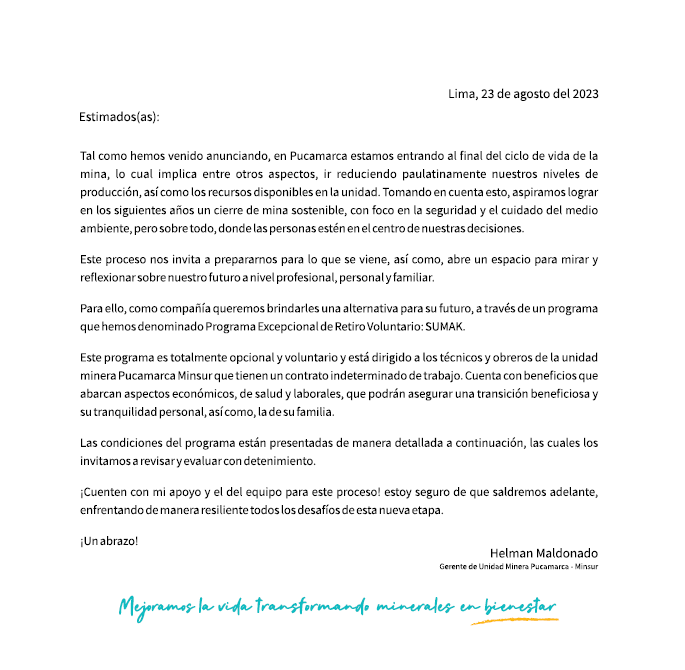 Lima, 23 de agosto del 2023
Estimados(as):
Tal como hemos venido anunciando, en Pucamarca estamos entrando al final del ciclo de vida de la
mina, lo cual implica entre otros aspectos, ir reduciendo paulatinamente nuestros niveles de
producción, así como los recursos disponibles en la unidad. Tomando en cuenta esto, aspiramos lograr
en los siguientes años un cierre de mina sostenible, con foco en la seguridad y el cuidado del medio
ambiente, pero sobre todo, donde las personas estén en el centro de nuestras decisiones.
Este proceso nos invita a prepararnos para lo que se viene, así como, abre un espacio para mirar y
reflexionar sobre nuestro futuro a nivel profesional, personal y familiar.
Para ello, como compañía queremos brindarles una alternativa para su futuro, a través de un programa
que hemos denominado Programa Excepcional de Retiro Voluntario: SUMAK.
Este programa es totalmente opcional y voluntario y está dirigido a los técnicos y obreros de la unidad
minera Pucamarca Minsur que tienen un contrato indeterminado de trabajo. Cuenta con beneficios que
abarcan aspectos económicos, de salud y laborales, que podrán asegurar una transición beneficiosa y
su tranquilidad personal, así como, la de su familia.
Las condiciones del programa están presentadas de manera detallada a continuación, las cuales los
invitamos a revisar y evaluar con detenimiento.
¡Cuenten con mi apoyo y el del equipo para este proceso! estoy seguro de que saldremos adelante,
enfrentando de manera resiliente todos los desafíos de esta nueva etapa.
¡Un abrazo!
Helman Maldonado
Gerente de Unidad Minera Pucamarca - Minsur
Mejoramos la vida transformando minerales en bienestar